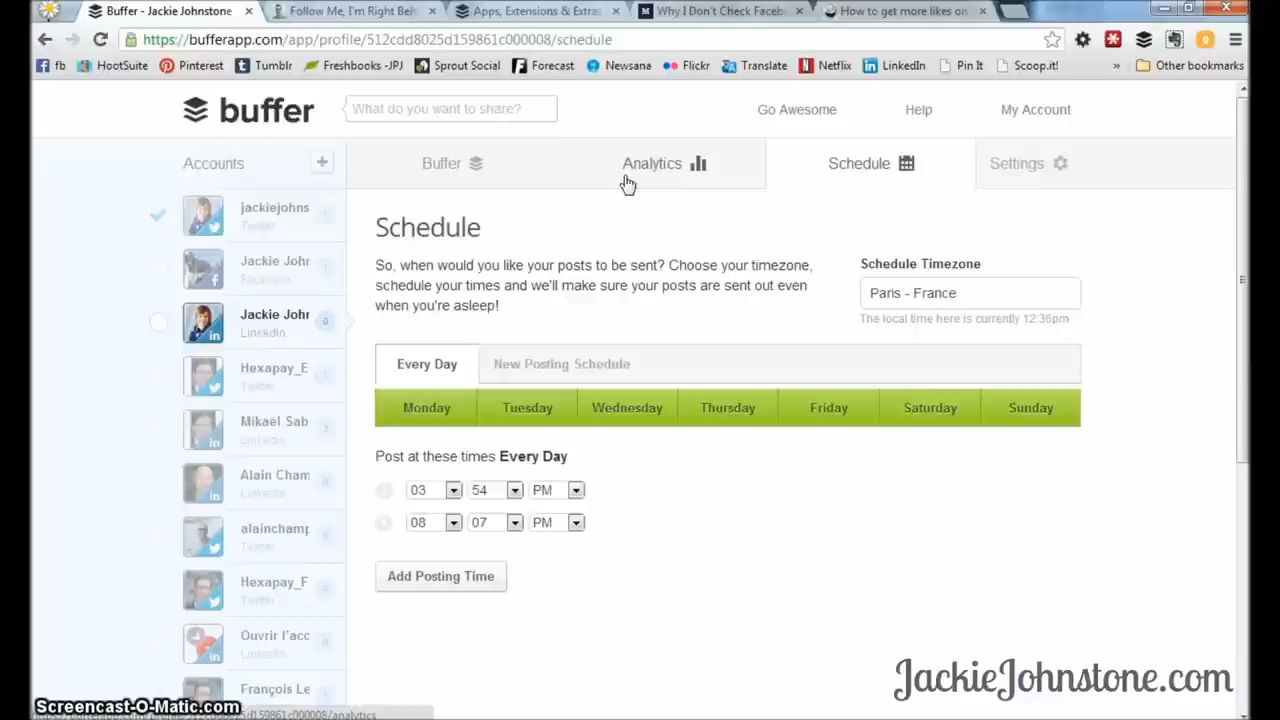 Buffer - Jackie Johnstone
Follow Me, I'm Right Beh
Apps, Extensions & Extras
Why I Don't Check Faceb
How to get more likes on
https://bufferapp.com/app/profile/512cdd8025d159861c000008/schedule
fb HootSuite Pinterest Tumblr Freshbooks -JPJ Sprout Social Forecast Newsana Flickr Translate Netflix LinkedIn Pin It Scoop.it! » Other bookmarks
buffer What do you want to share? Go Awesome Help My Account
Accounts +
Buffer Analytics Schedule Settings
jackiejohns
Twitter
Jackie John
Facebook
Jackie John
LinkedIn
0
Hexapay_E
Twitter
Mikaël Sab
LinkedIn
Alain Cham
LinkedIn
alainchamp
Twitter
Hexapay_F
Twitter
Ouvrir l'acc
LinkedIn
François Le
Schedule
So, when would you like your posts to be sent? Choose your timezone,
schedule your times and we'll make sure your posts are sent out even
when you're asleep!
Schedule Timezone
Paris - France
The local time here is currently 12:36pm
Every Day New Posting Schedule
Monday Tuesday Wednesday Thursday Friday Saturday Sunday
Post at these times Every Day
03 54 PM
08 07 PM
Add Posting Time
JackieJohnstone.com
Screencast-O-Matic.com